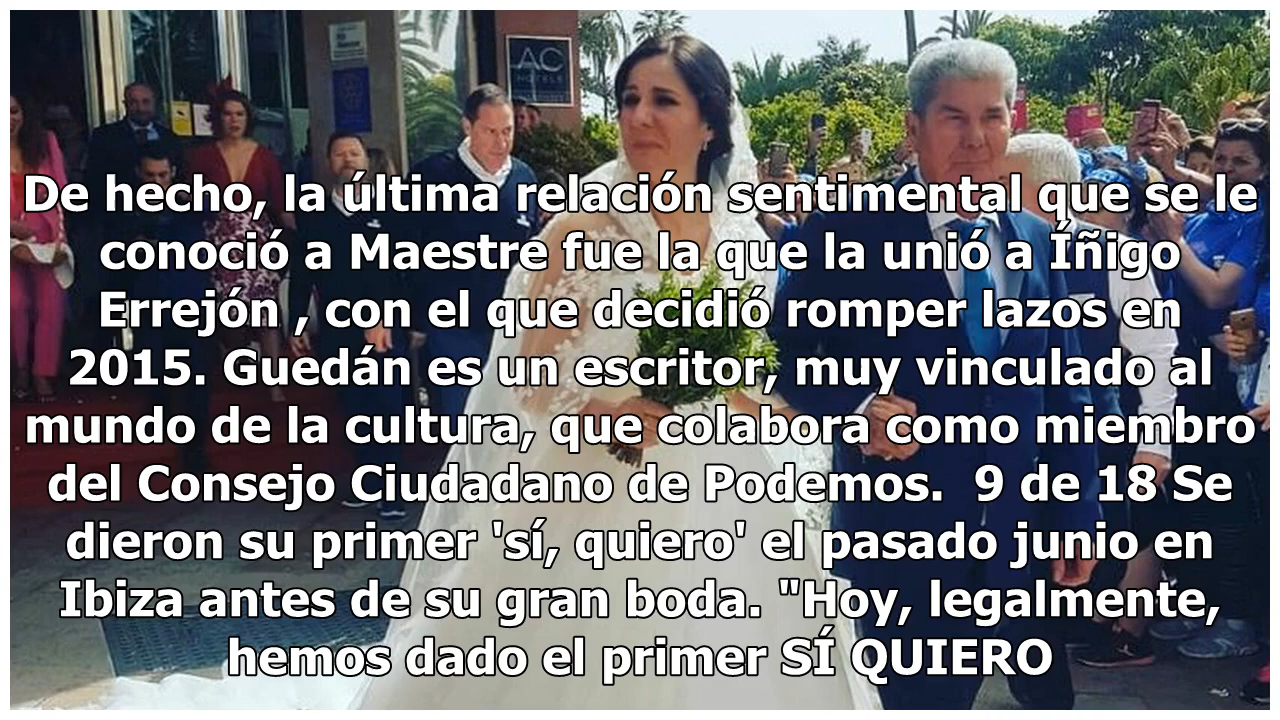 AC
HOTELS
De hecho, la última relación sentimental que se le
conoció a Maestre fue la que la unió a Íñigo
Errejón , con el que decidió romper lazos en
2015. Guedán es un escritor, muy vinculado al
mundo de la cultura, que colabora como miembro
del Consejo Ciudadano de Podemos.  9 de 18 Se
dieron su primer 'sí, quiero' el pasado junio en
Ibiza antes de su gran boda. "Hoy, legalmente,
hemos dado el primer SÍ QUIERO